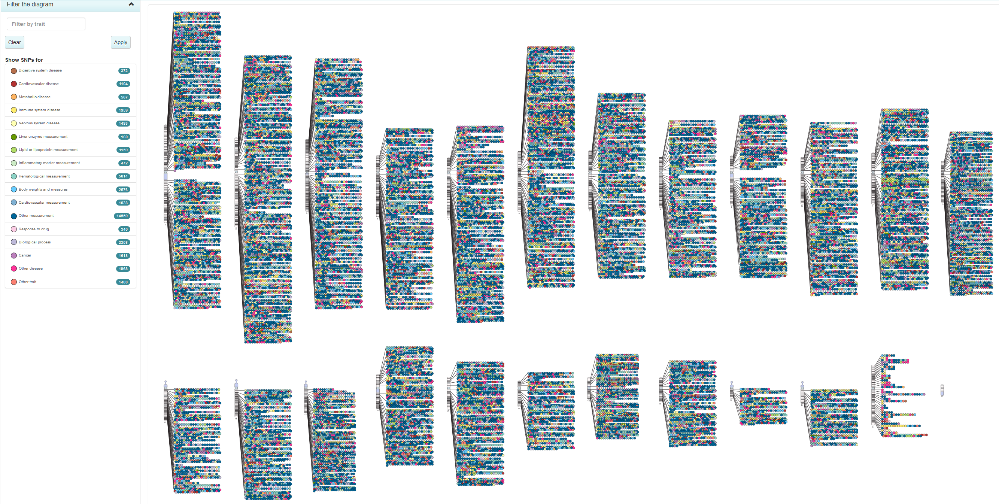 Filter the diagram
Filter by trait
Clear
Apply
Show SNPs for
Digestive system disease 372
Cardiovascular disease 1104
Metabolic disease 567
Immune system disease 1959
Nervous system disease 1493
Liver enzyme measurement 160
Lipid or lipoprotein measurement 1159
Inflammatory marker measurement 472
Hematological measurement 5014
Body weights and measures 2576
Cardiovascular measurement 1023
Other measurement 14559
Response to drug 340
Biological process 2358
Cancer 1618
Other disease 1968
Other trait 1468